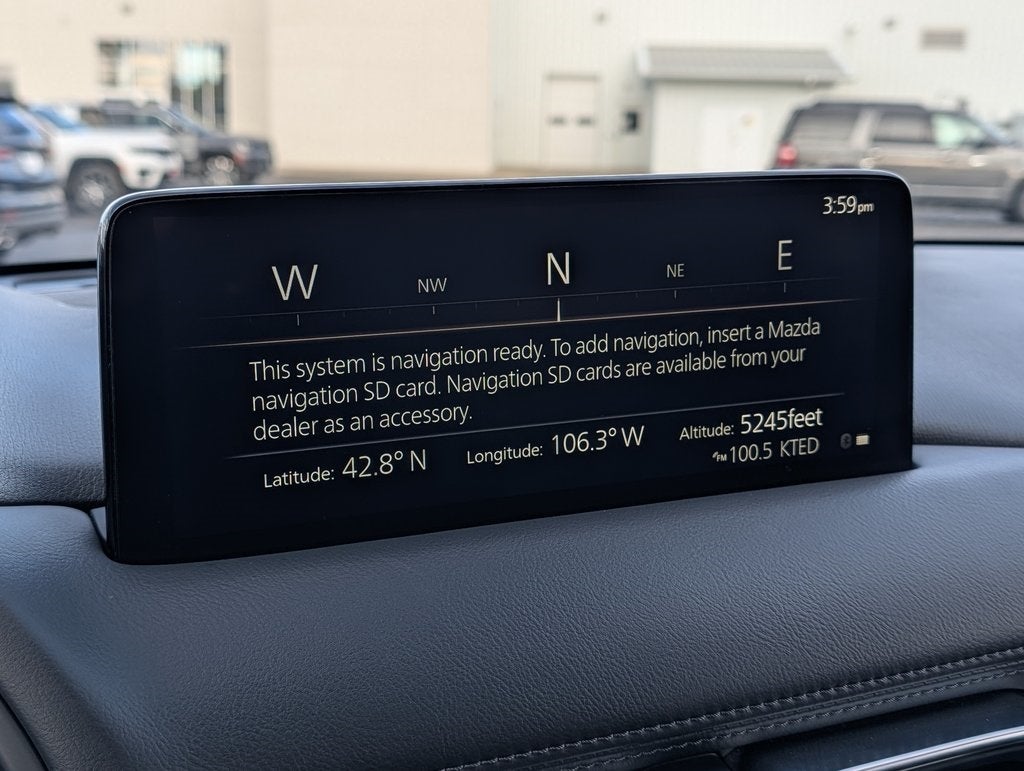 3:59pm
W NW N NE E
This system is navigation ready. To add navigation, insert a Mazda
navigation SD card. Navigation SD cards are available from your
dealer as an accessory.
Latitude: 42.8° N Longitude: 106.3° W Altitude: 5245feet
FM 100.5 KTED